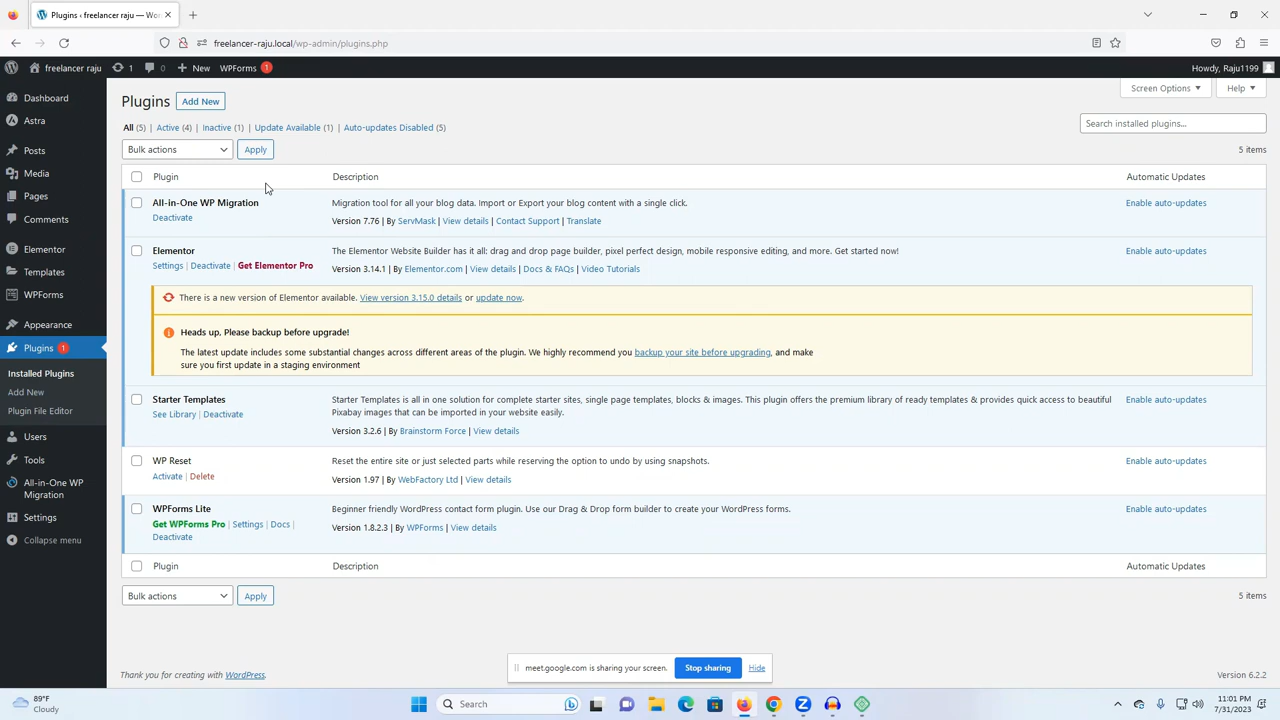 Plugins ‹ freelancer raju — Wo
freelancer-raju.local/wp-admin/plugins.php
freelancer raju 1 0 New WPForms 1 Howdy, Raju1199
Screen Options Help
Dashboard
Astra
Posts
Media
Pages
Comments
Elementor
Templates
WPForms
Appearance
Plugins 1
Installed Plugins
Add New
Plugin File Editor
Users
Tools
All-in-One WP
Migration
Settings
Collapse menu
Plugins Add New
All (5) | Active (4) | Inactive (1) | Update Available (1) | Auto-updates Disabled (5)
Search installed plugins...
Bulk actions Apply 5 items
Plugin Description Automatic Updates
All-in-One WP Migration
Deactivate
Migration tool for all your blog data. Import or Export your blog content with a single click.
Version 7.76 | By ServMask | View details | Contact Support | Translate
Enable auto-updates
Elementor
Settings | Deactivate | Get Elementor Pro
The Elementor Website Builder has it all: drag and drop page builder, pixel perfect design, mobile responsive editing, and more. Get started now!
Version 3.14.1 | By Elementor.com | View details | Docs & FAQs | Video Tutorials
Enable auto-updates
There is a new version of Elementor available. View version 3.15.0 details or update now.
Heads up, Please backup before upgrade!
The latest update includes some substantial changes across different areas of the plugin. We highly recommend you backup your site before upgrading, and make
sure you first update in a staging environment
Starter Templates
See Library | Deactivate
Starter Templates is all in one solution for complete starter sites, single page templates, blocks & images. This plugin offers the premium library of ready templates & provides quick access to beautiful
Pixabay images that can be imported in your website easily.
Version 3.2.6 | By Brainstorm Force | View details
Enable auto-updates
WP Reset
Activate | Delete
Reset the entire site or just selected parts while reserving the option to undo by using snapshots.
Version 1.97 | By WebFactory Ltd | View details
Enable auto-updates
WPForms Lite
Get WPForms Pro | Settings | Docs |
Deactivate
Beginner friendly WordPress contact form plugin. Use our Drag & Drop form builder to create your WordPress forms.
Version 1.8.2.3 | By WPForms | View details
Enable auto-updates
Plugin Description Automatic Updates
Bulk actions Apply 5 items
meet.google.com is sharing your screen. Stop sharing Hide
Thank you for creating with WordPress. Version 6.2.2
89°F
Cloudy
Search
11:01 PM
7/31/2023